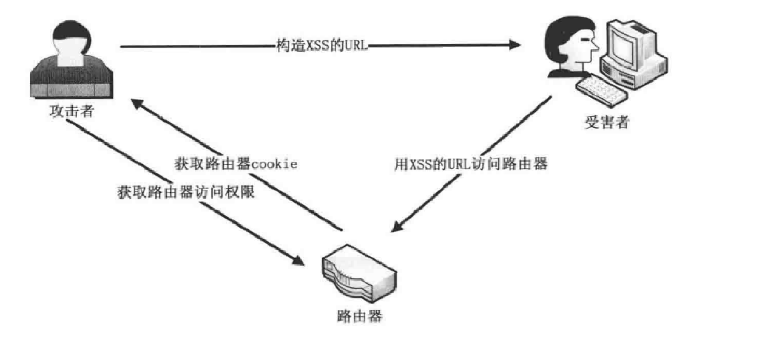 构造XSS的URL
攻击者
受害者
获取路由器cookie
用XSS的URL访问路由器
获取路由器访问权限
路由器